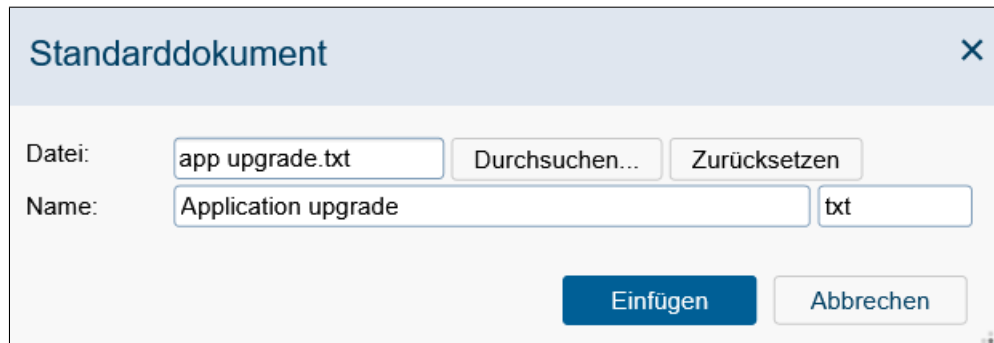 Standarddokument
Datei: app upgrade.txt Durchsuchen... Zurücksetzen
Name: Application upgrade txt
Einfügen Abbrechen